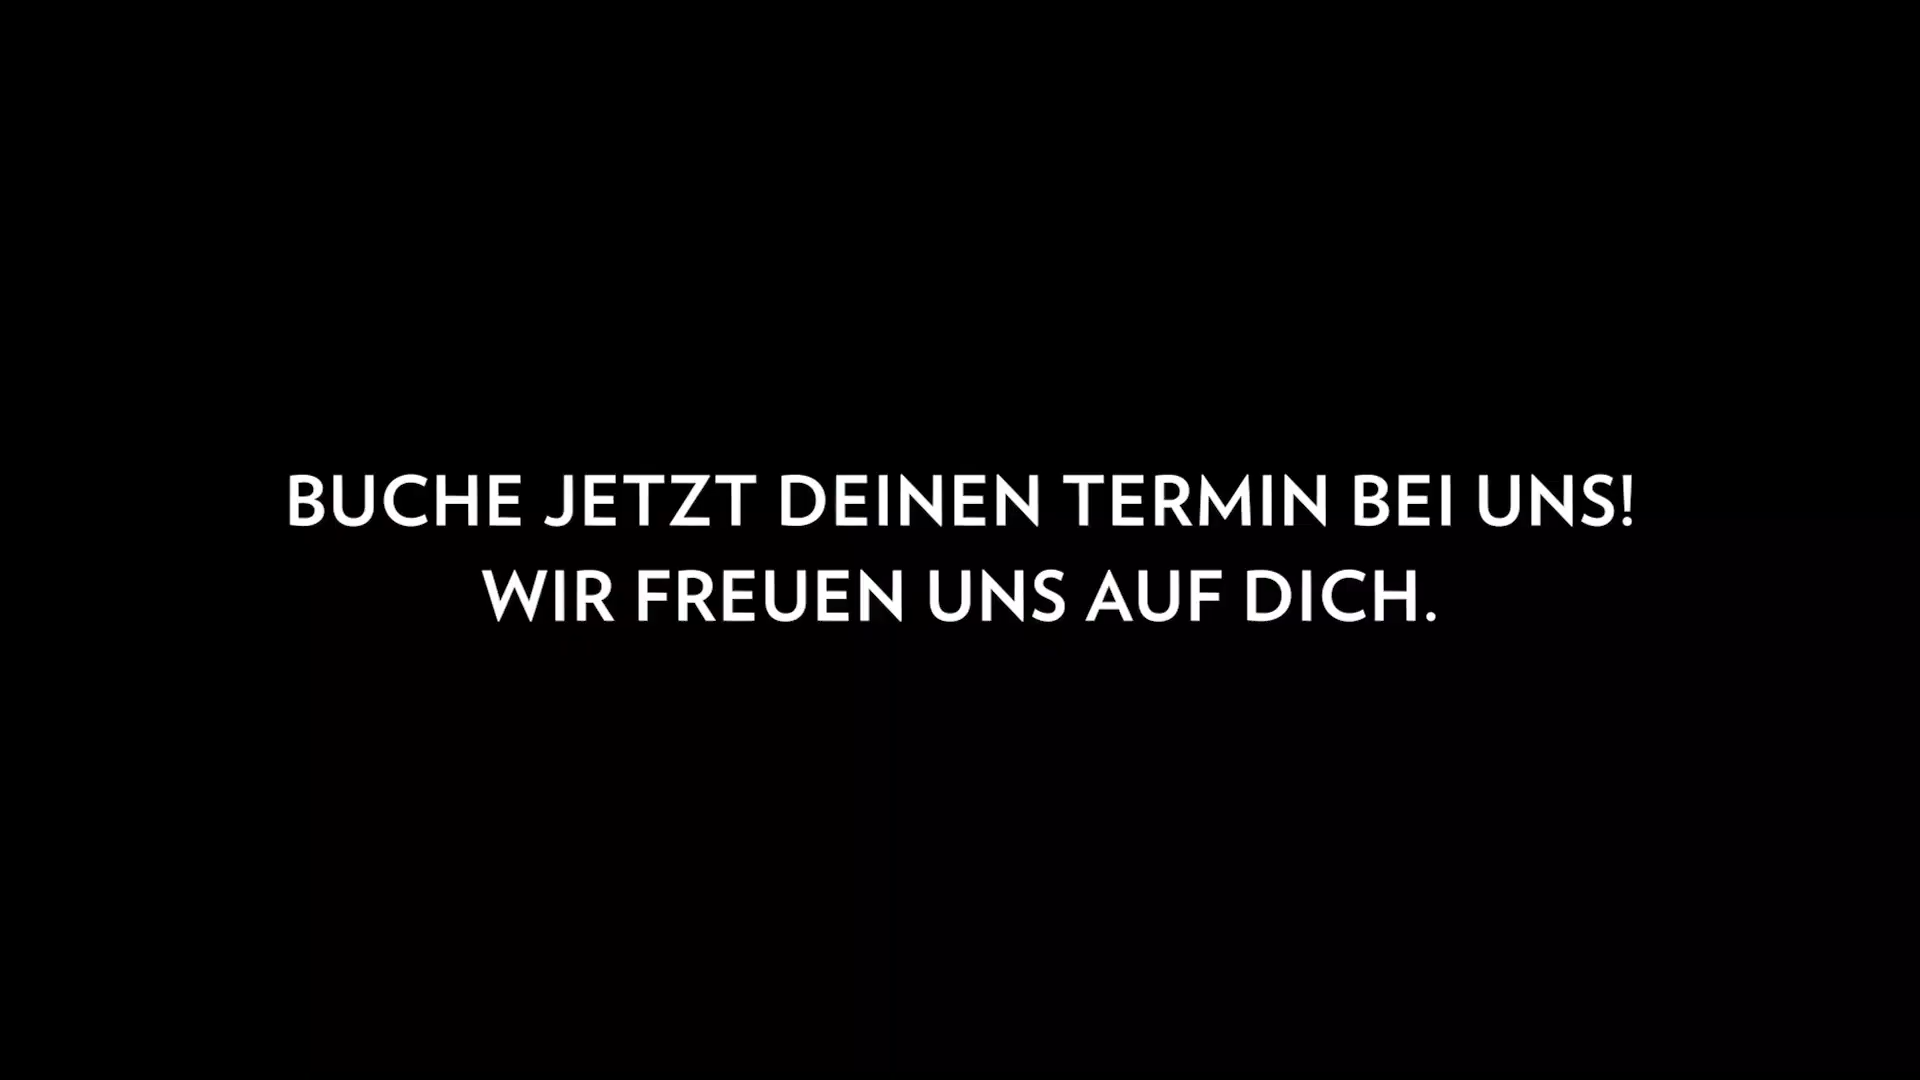 BUCHE JETZT DEINEN TERMIN BEI UNS!
WIR FREUEN UNS AUF DICH.